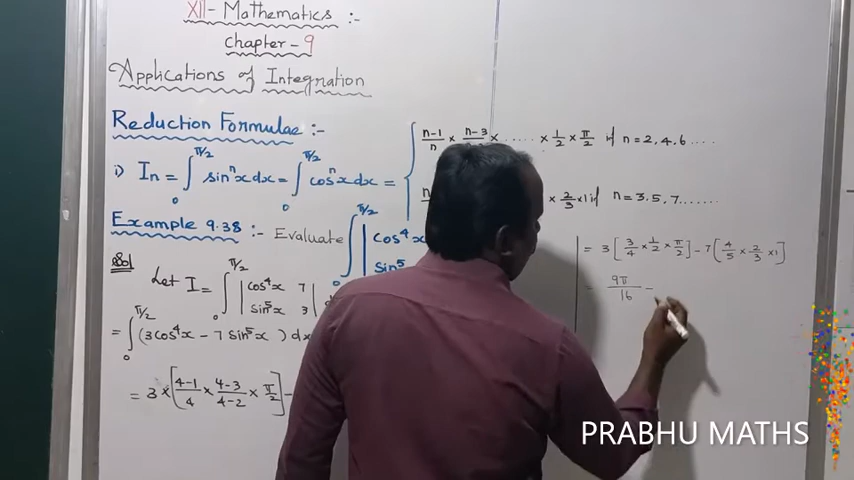 XII - Mathematics :-
Chapter - 9
Applications of Integration
Reduction Formulae :-
i) In = ∫₀^π/2 sinⁿx dx = ∫₀^π/2 cosⁿx dx =
n-1/n × n-3/ × ..... × 1/2 × π/2 if n = 2, 4, 6 ....
× 2/3 × 1 if n = 3, 5, 7 .......
Example 9.38 :- Evaluate ∫₀^π/2 | cos⁴x
sin⁵
Sol Let I = ∫₀^π/2 | cos⁴x 7
sin⁵x 3 |
= ∫₀^π/2 (3cos⁴x - 7 sin⁵x ) dx
= 3 × [4-1/4 × 4-3/4-2 × π/2] -
= 3 [3/4 × 1/2 × π/2] - 7 [4/5 × 2/3 × 1]
= 9π/16 -
PRABHU MATHS